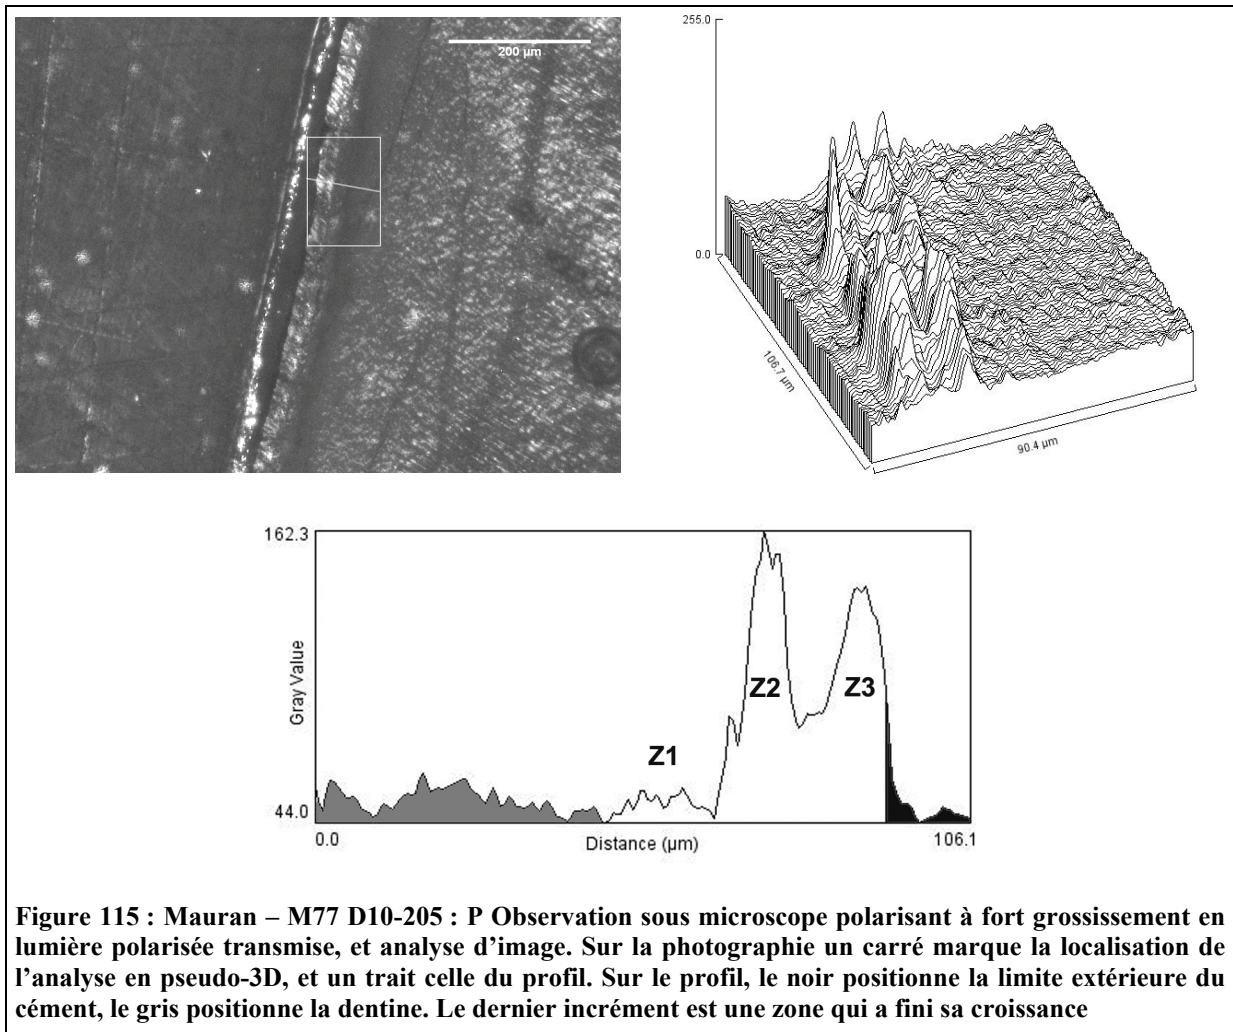 200 µm
255.0
0.0
106.7 µm
90.4 µm
162.3
Gray Value
44.0
Z1
Z2
Z3
0.0
Distance (µm)
106.1
Figure 115 : Mauran – M77 D10-205 : P Observation sous microscope polarisant à fort grossissement en
lumière polarisée transmise, et analyse d’image. Sur la photographie un carré marque la localisation de
l’analyse en pseudo-3D, et un trait celle du profil. Sur le profil, le noir positionne la limite extérieure du
cément, le gris positionne la dentine. Le dernier incrément est une zone qui a fini sa croissance